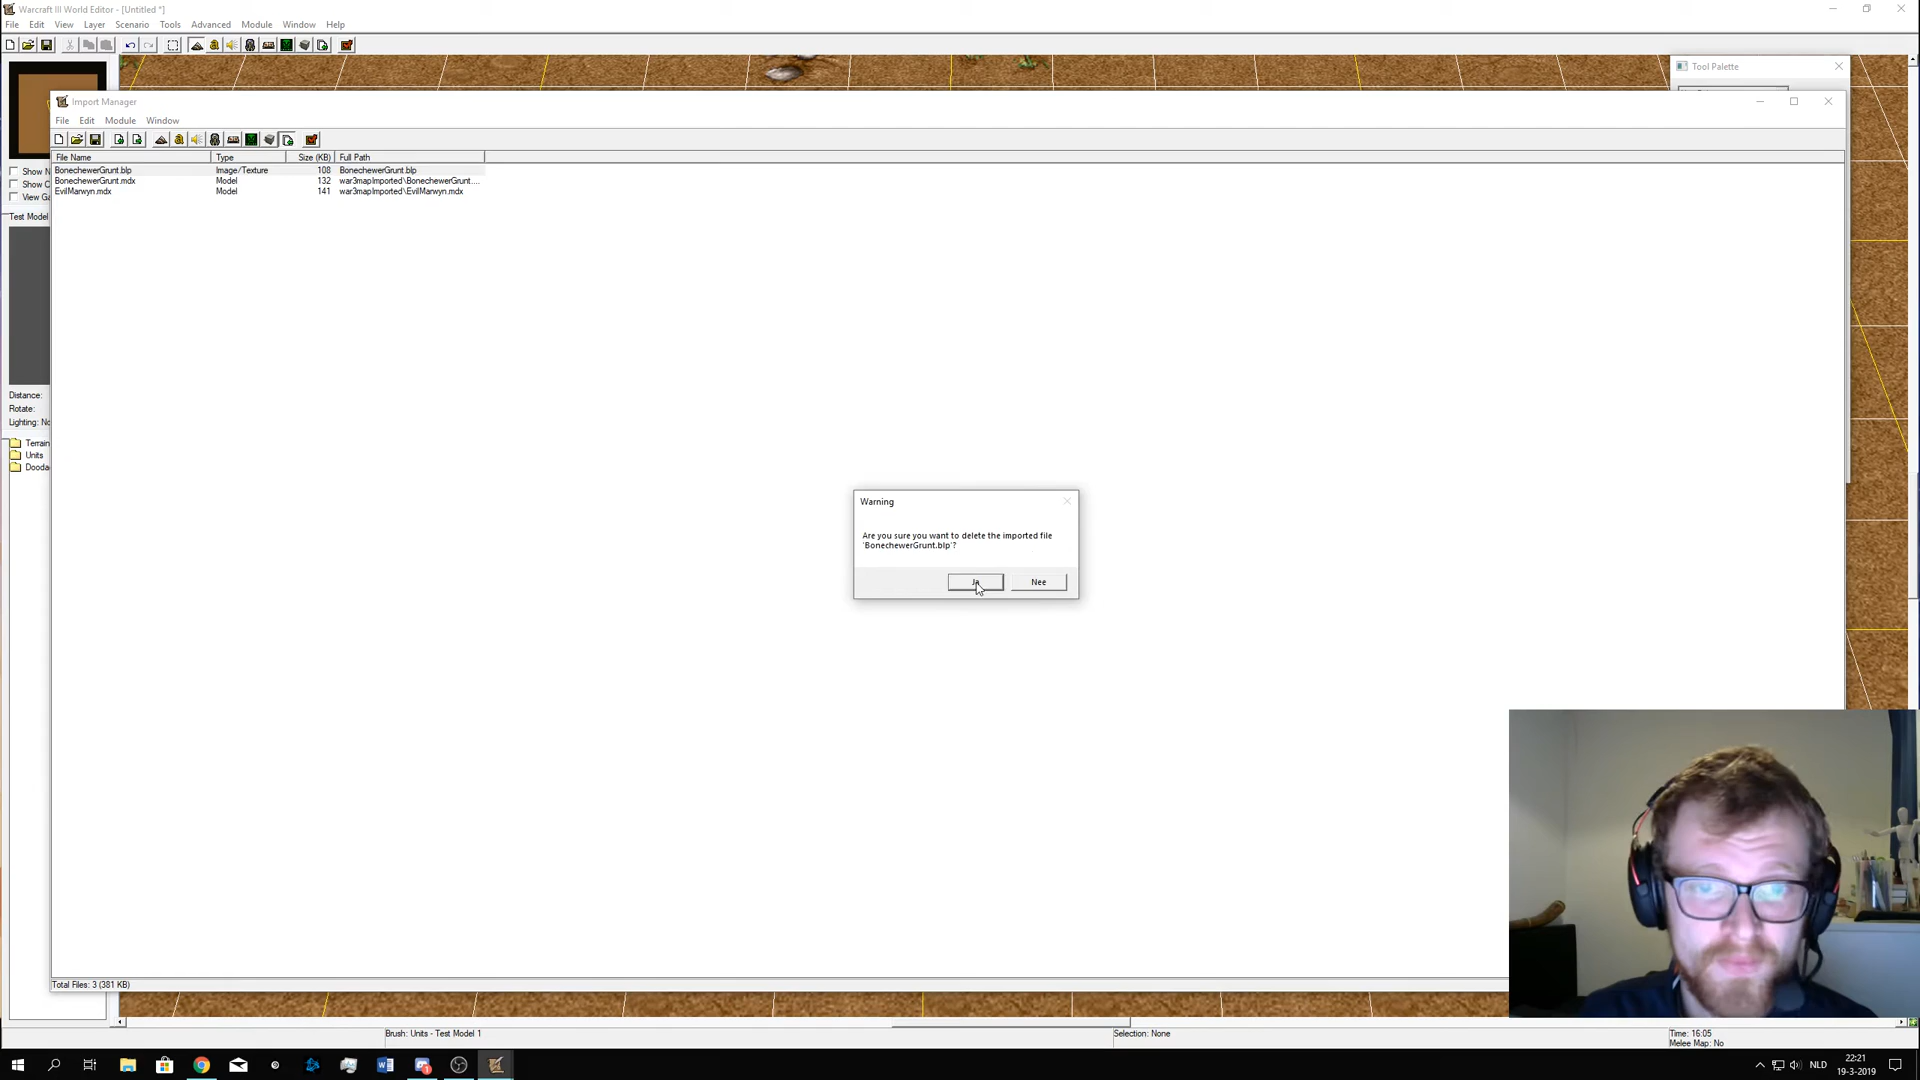 Warcraft III World Editor - [Untitled *]
File Edit View Layer Scenario Tools Advanced Module Window Help
Tool Palette
Import Manager
File Edit Module Window
File Name Type Size (KB) Full Path
BonechewerGrunt.blp Image/Texture 108 BonechewerGrunt.blp
BonechewerGrunt.mdx Model 132 war3mapImported\BonechewerGrunt....
EvilMarwyn.mdx Model 141 war3mapImported\EvilMarwyn.mdx
Show
Show
View
Test Model
Distance:
Rotate:
Lighting:
Terrain
Units
Warning
Are you sure you want to delete the imported file
'BonechewerGrunt.blp'?
Ja Nee
Total Files: 3 (381 KB)
Brush: Units - Test Model 1
Selection: None
Time: 16:05
Melee Map: No
NLD
22:21
19-3-2019